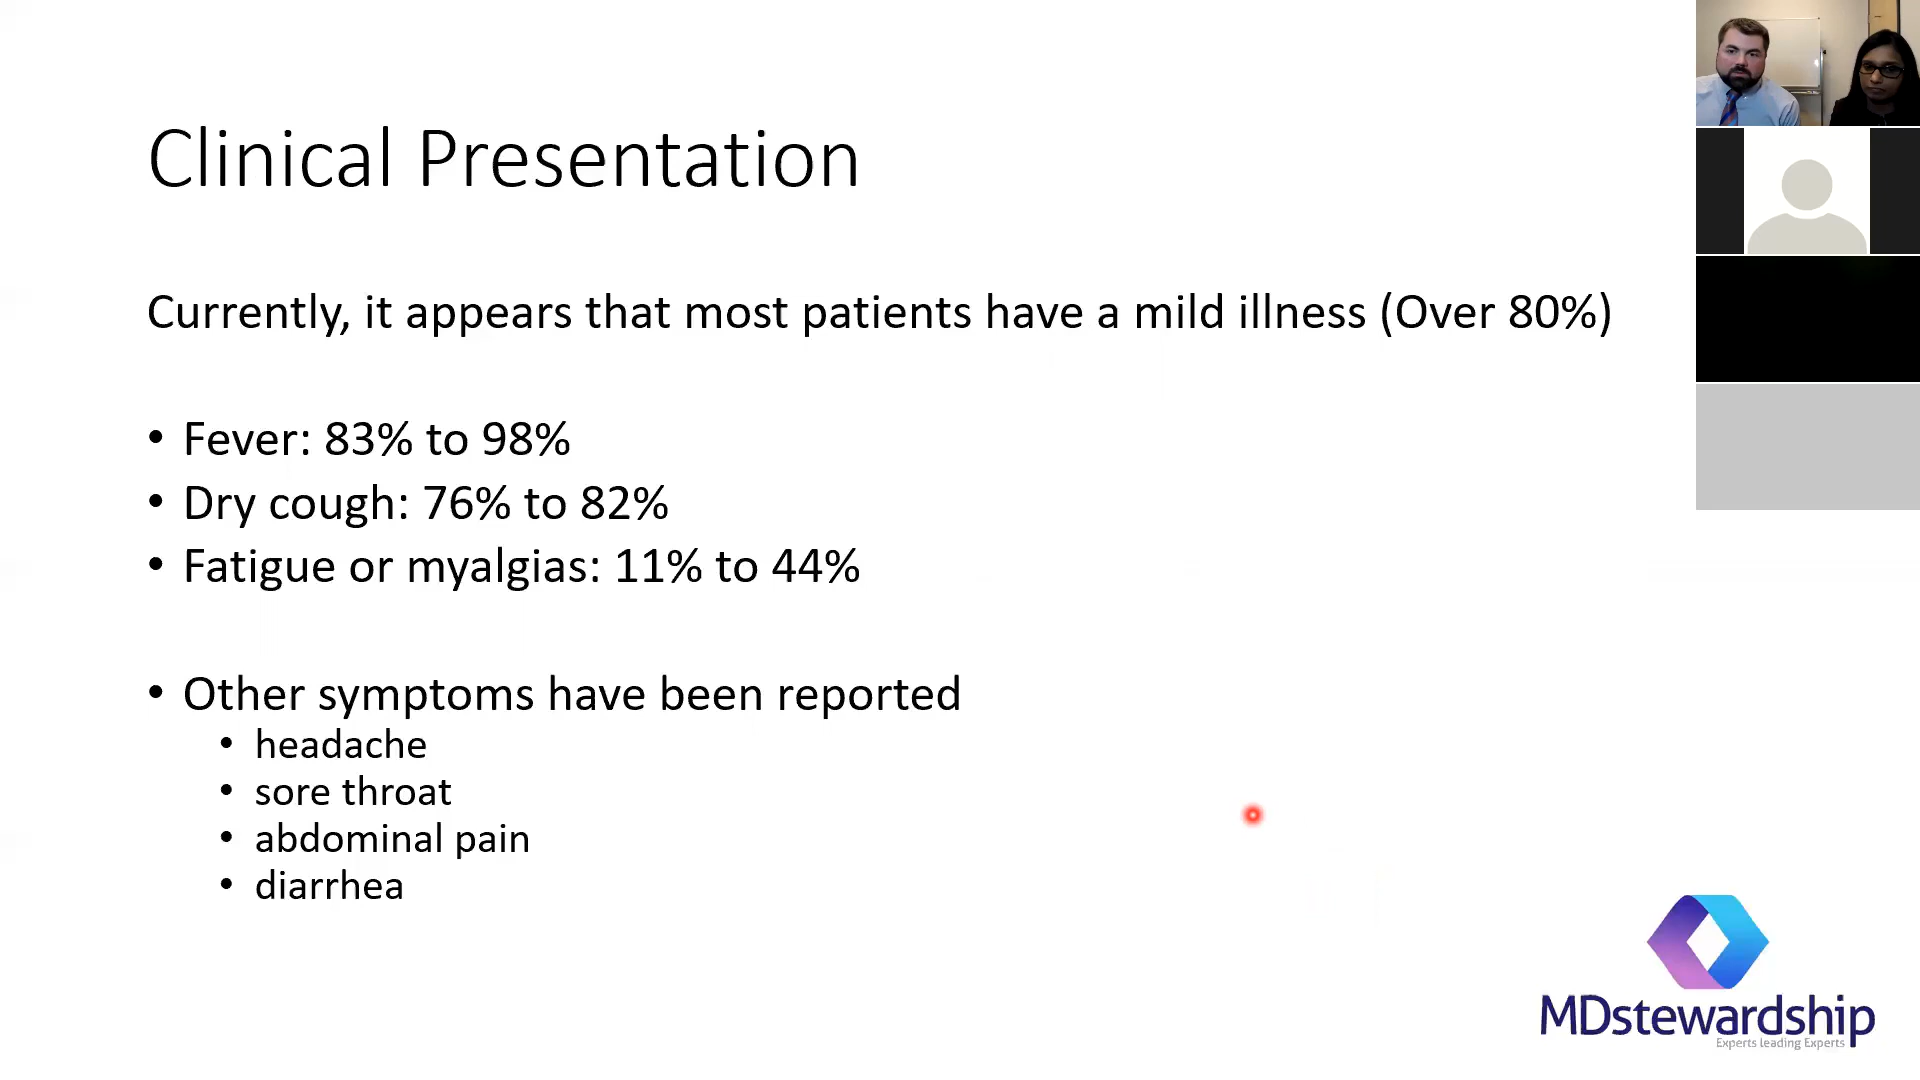 Clinical Presentation
Currently, it appears that most patients have a mild illness (Over 80%)
• Fever: 83% to 98%
• Dry cough: 76% to 82%
• Fatigue or myalgias: 11% to 44%
• Other symptoms have been reported
• headache
• sore throat
• abdominal pain
• diarrhea
MDstewardship
Experts leading Experts